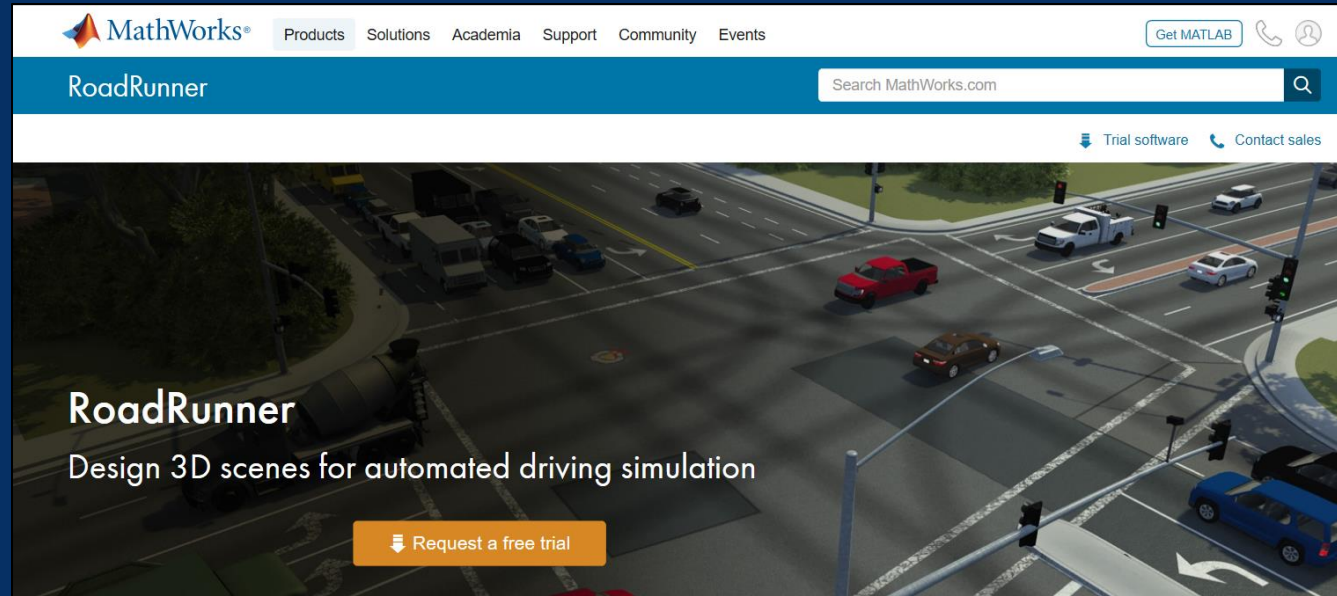 MathWorks®
Products Solutions Academia Support Community Events
Get MATLAB
RoadRunner
Search MathWorks.com
Trial software Contact sales
RoadRunner
Design 3D scenes for automated driving simulation
Request a free trial